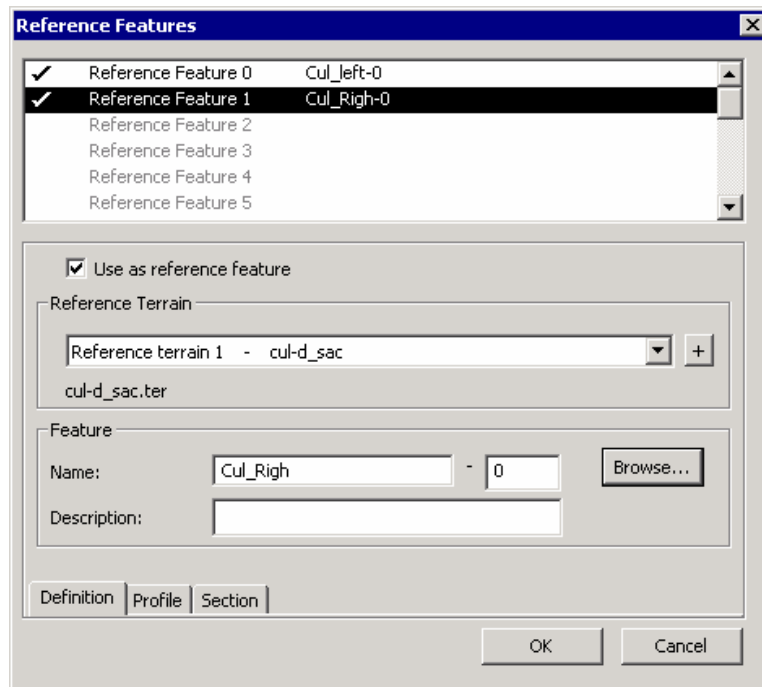 Reference Features
Reference Feature 0 Cul_left-0
Reference Feature 1 Cul_Righ-0
Reference Feature 2
Reference Feature 3
Reference Feature 4
Reference Feature 5
Use as reference feature
Reference Terrain
Reference terrain 1 - cul-d_sac
+
cul-d_sac.ter
Feature
Name: Cul_Righ - 0 Browse...
Description:
Definition Profile Section
OK Cancel